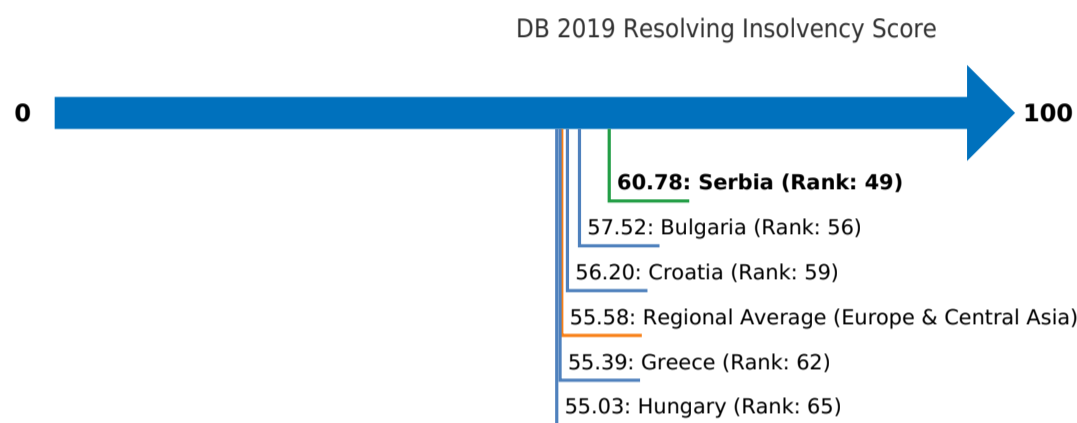 DB 2019 Resolving Insolvency Score
0
100
60.78: Serbia (Rank: 49)
57.52: Bulgaria (Rank: 56)
56.20: Croatia (Rank: 59)
55.58: Regional Average (Europe & Central Asia)
55.39: Greece (Rank: 62)
55.03: Hungary (Rank: 65)